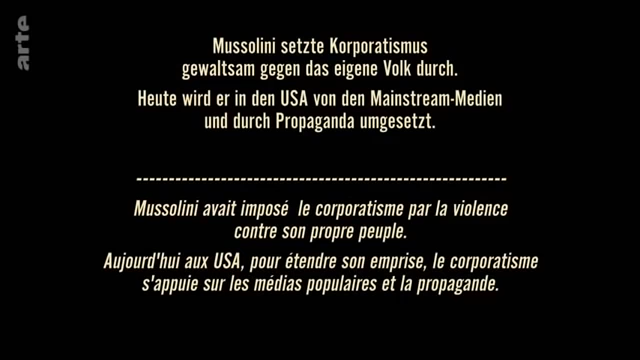 arte
Mussolini setzte Korporatismus
gewaltsam gegen das eigene Volk durch.
Heute wird er in den USA von den Mainstream-Medien
und durch Propaganda umgesetzt.
--------------------------------------------------
Mussolini avait imposé le corporatisme par la violence
contre son propre peuple.
Aujourd'hui aux USA, pour étendre son emprise, le corporatisme
s'appuie sur les médias populaires et la propagande.